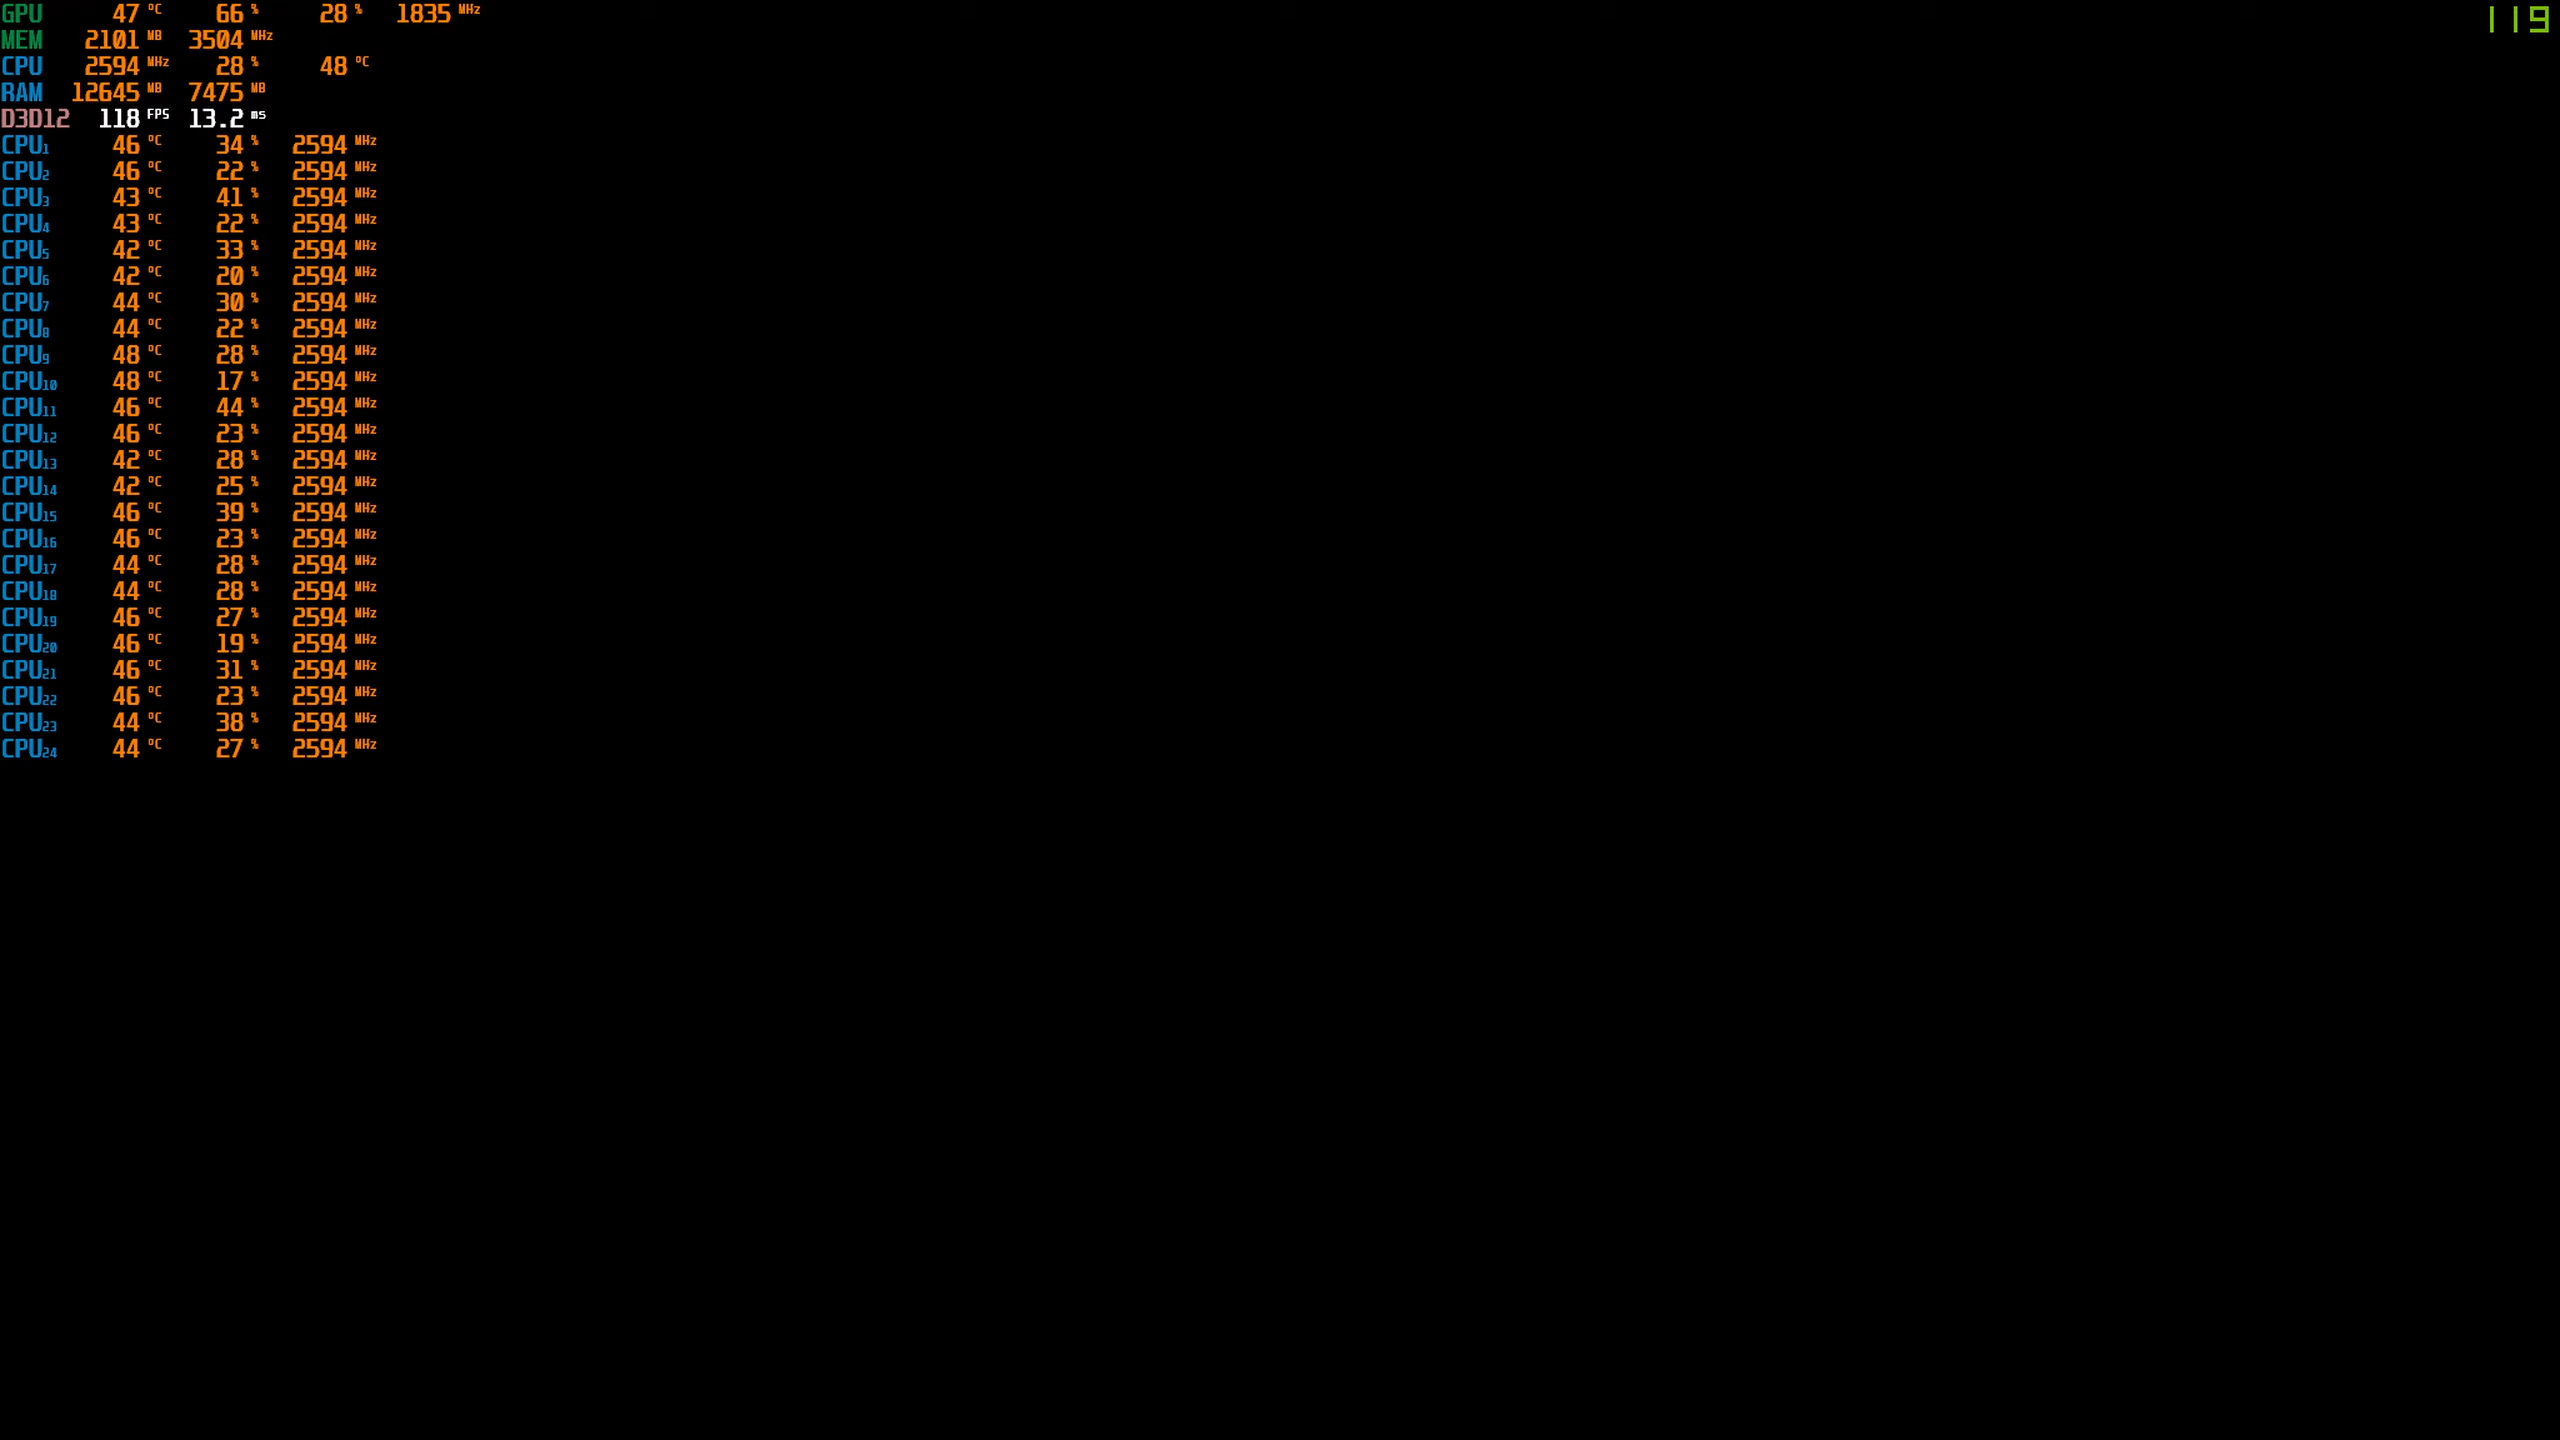 GPU 47 °C 66 % 28 % 1835 MHz 119
MEM 2101 MB 3504 MHz
CPU 2594 MHz 28 % 48 °C
RAM 12645 MB 7475 MB
D3D12 118 FPS 13.2 ms
CPU1 46 °C 34 % 2594 MHz
CPU2 46 °C 22 % 2594 MHz
CPU3 43 °C 41 % 2594 MHz
CPU4 43 °C 22 % 2594 MHz
CPU5 42 °C 33 % 2594 MHz
CPU6 42 °C 20 % 2594 MHz
CPU7 44 °C 30 % 2594 MHz
CPU8 44 °C 22 % 2594 MHz
CPU9 48 °C 28 % 2594 MHz
CPU10 48 °C 17 % 2594 MHz
CPU11 46 °C 44 % 2594 MHz
CPU12 46 °C 23 % 2594 MHz
CPU13 42 °C 28 % 2594 MHz
CPU14 42 °C 25 % 2594 MHz
CPU15 46 °C 39 % 2594 MHz
CPU16 46 °C 23 % 2594 MHz
CPU17 44 °C 28 % 2594 MHz
CPU18 44 °C 28 % 2594 MHz
CPU19 46 °C 27 % 2594 MHz
CPU20 46 °C 19 % 2594 MHz
CPU21 46 °C 31 % 2594 MHz
CPU22 46 °C 23 % 2594 MHz
CPU23 44 °C 38 % 2594 MHz
CPU24 44 °C 27 % 2594 MHz